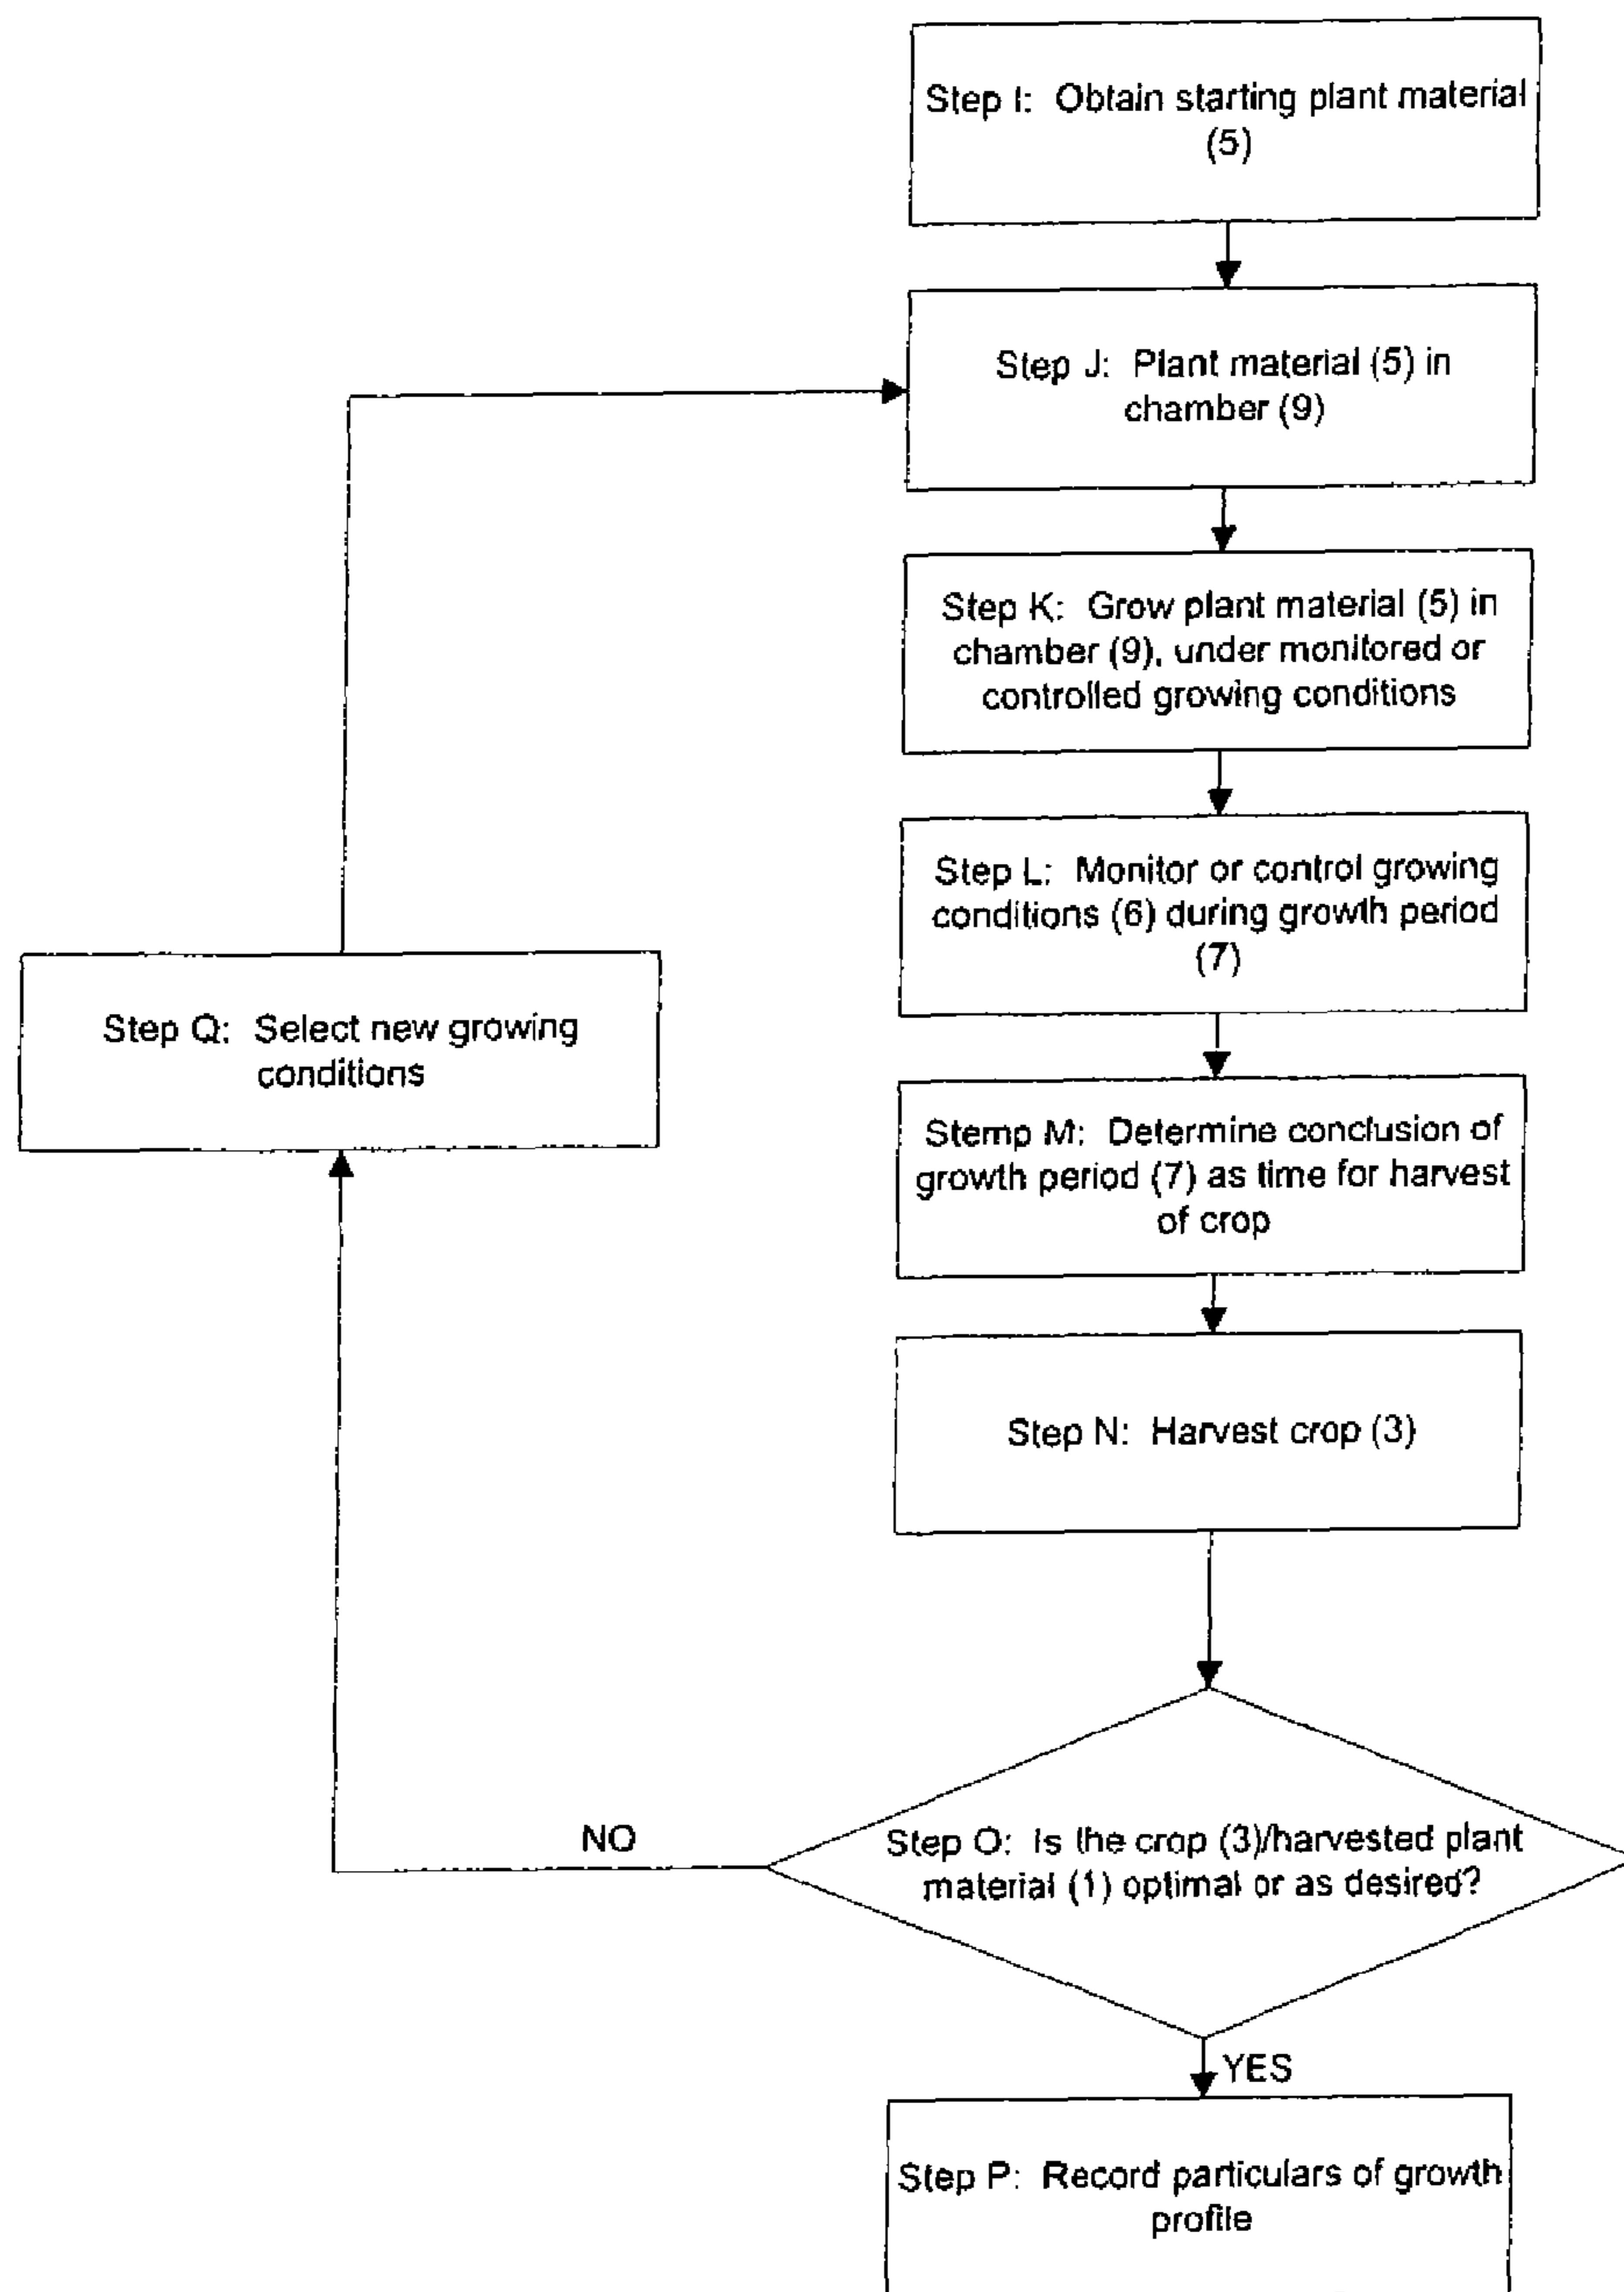 Step I: Obtain starting plant material
(5)
Step J: Plant material (5) in
chamber (9)
Step K: Grow plant material (5) in
chamber (9), under monitored or
controlled growing conditions
Step L: Monitor or control growing
conditions (6) during growth period
(7)
Step Q: Select new growing
conditions
Stemp M: Determine conclusion of
growth period (7) as time for harvest
of crop
Step N: Harvest crop (3)
NO
Step O: Is the crop (3)/harvested plant
material (1) optimal or as desired?
YES
Step P: Record particulars of growth
profile